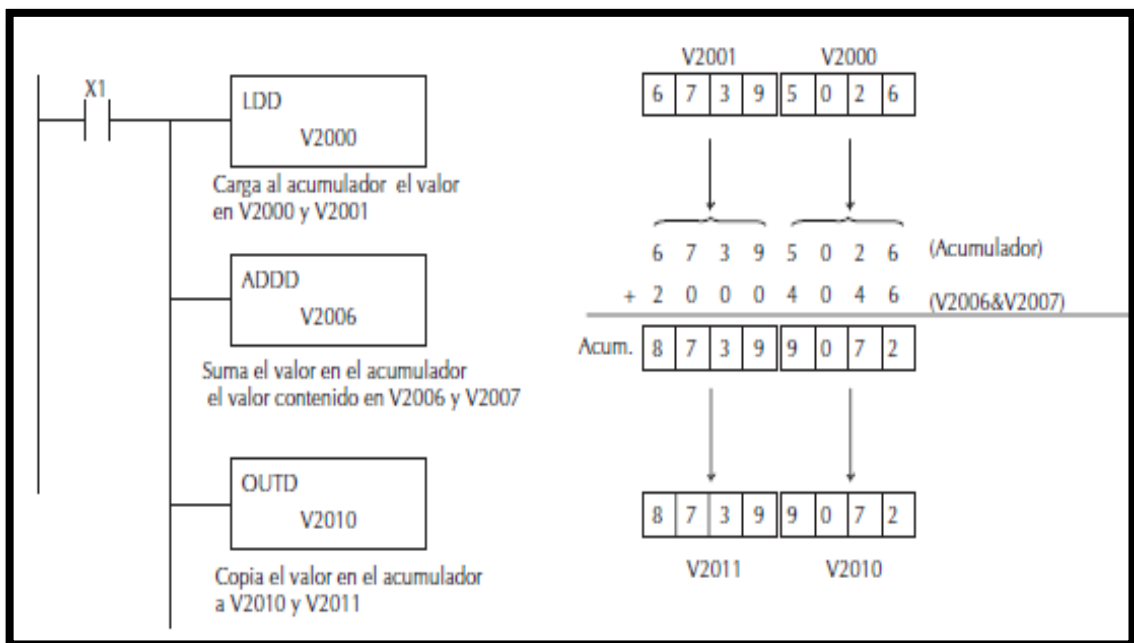 X1
LDD
V2000
Carga al acumulador el valor
en V2000 y V2001
ADDD
V2006
Suma el valor en el acumulador
el valor contenido en V2006 y V2007
OUTD
V2010
Copia el valor en el acumulador
a V2010 y V2011
V2001 V2000
6 7 3 9 5 0 2 6
6 7 3 9 5 0 2 6 (Acumulador)
+ 2 0 0 0 4 0 4 6 (V2006&V2007)
Acum. 8 7 3 9 9 0 7 2
8 7 3 9 9 0 7 2
V2011 V2010